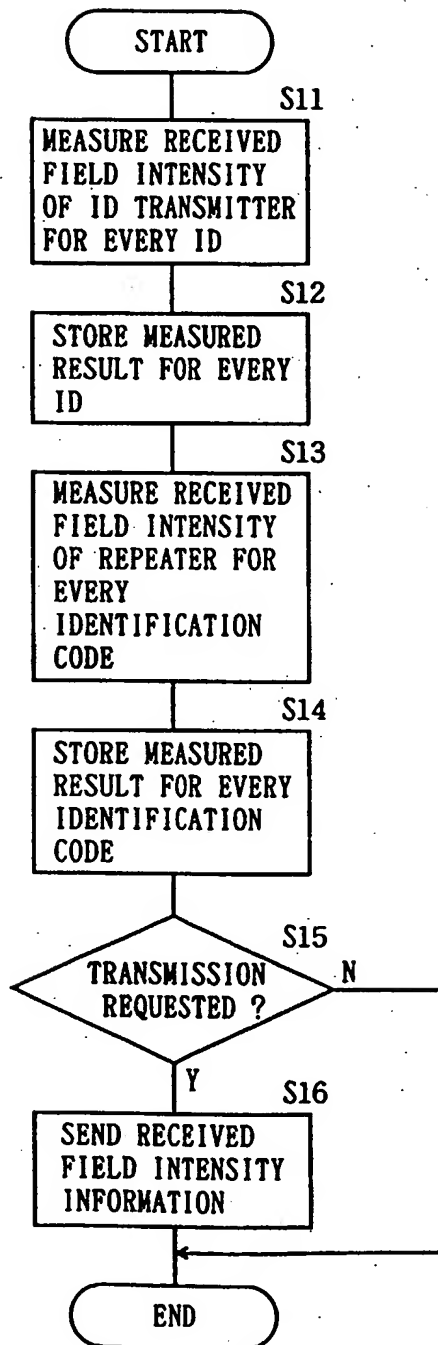 START
S11
MEASURE RECEIVED
FIELD INTENSITY
OF ID TRANSMITTER
FOR EVERY ID
S12
STORE MEASURED
RESULT FOR EVERY
ID
S13
MEASURE RECEIVED
FIELD INTENSITY
OF REPEATER FOR
EVERY
IDENTIFICATION
CODE
S14
STORE MEASURED
RESULT FOR EVERY
IDENTIFICATION
CODE
S15
TRANSMISSION
REQUESTED ?
N
Y
S16
SEND RECEIVED
FIELD INTENSITY
INFORMATION
END